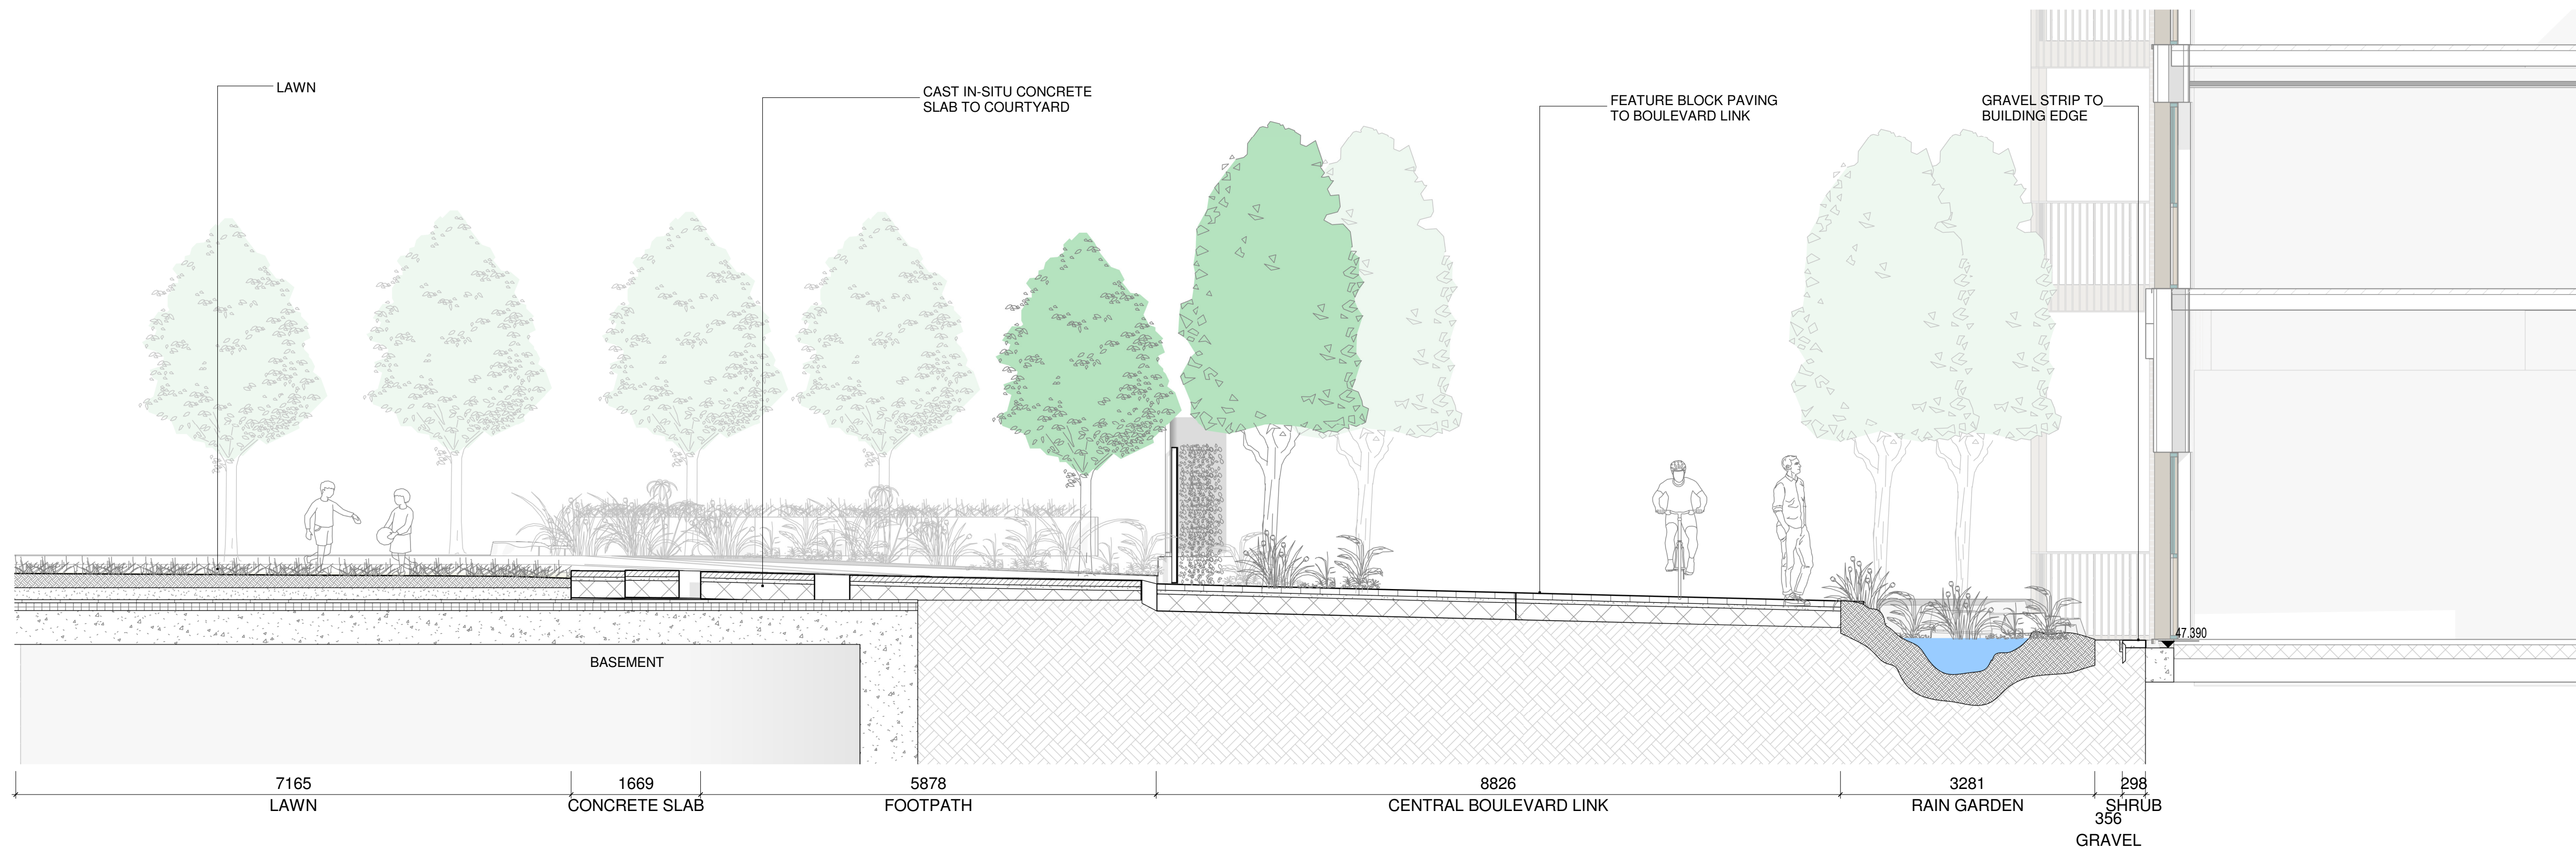 LAWN
CAST IN-SITU CONCRETE
SLAB TO COURTYARD
FEATURE BLOCK PAVING
TO BOULEVARD LINK
GRAVEL STRIP TO
BUILDING EDGE
47.390
BASEMENT
7165
LAWN
1669
CONCRETE SLAB
5878
FOOTPATH
8826
CENTRAL BOULEVARD LINK
3281
RAIN GARDEN
298
SHRUB
356
GRAVEL